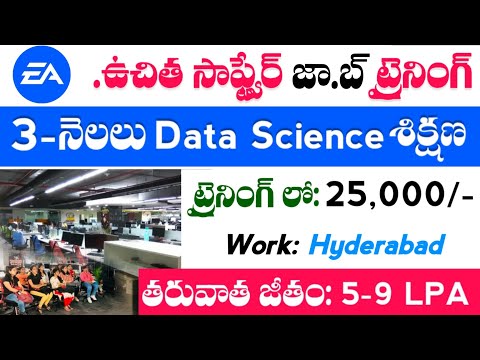 EA
.ఉచిత సాఫ్ట్వేర్ జా.బ్ ట్రైనింగ్
3-నెలలు Data Science శిక్షణ
ట్రైనింగ్ లో: 25,000/-
Work: Hyderabad
తరువాత జీతం: 5-9 LPA